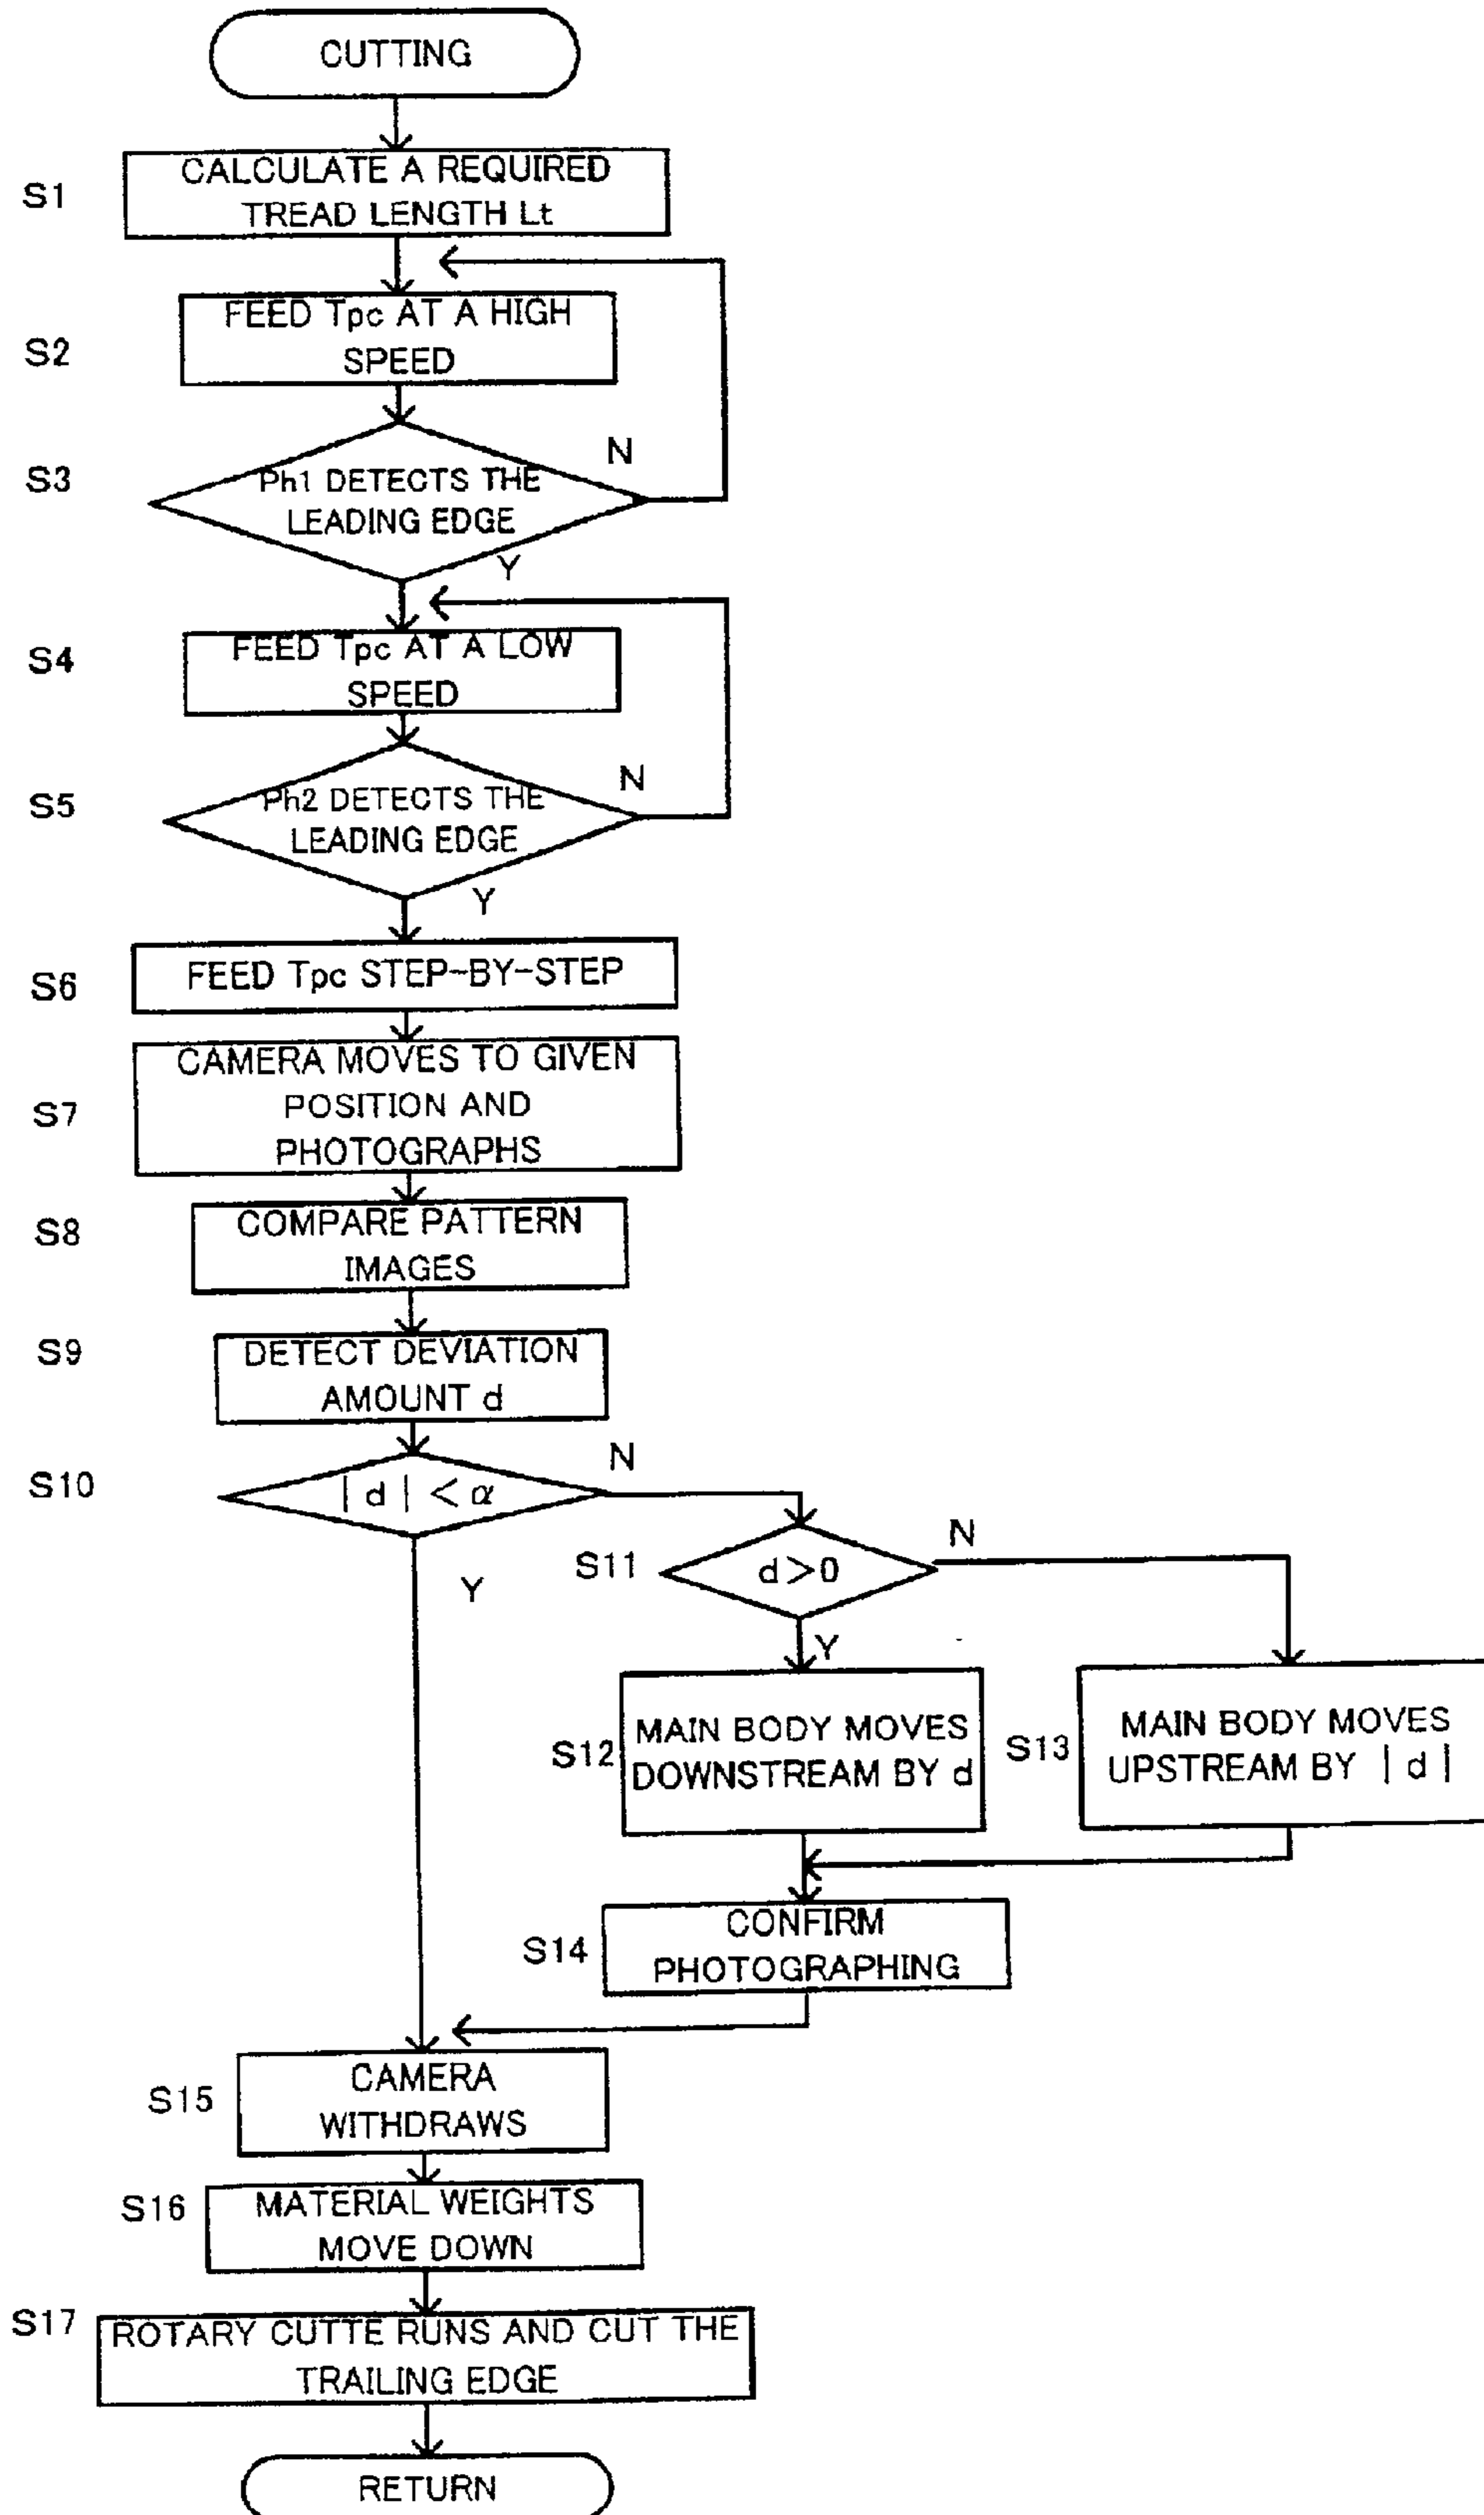 CUTTING
S1
CALCULATE A REQUIRED
TREAD LENGTH Lt
S2
FEED Tpc AT A HIGH
SPEED
S3
Ph1 DETECTS THE
LEADING EDGE
N
Y
S4
FEED Tpc AT A LOW
SPEED
S5
Ph2 DETECTS THE
LEADING EDGE
N
Y
S6
FEED Tpc STEP-BY-STEP
S7
CAMERA MOVES TO GIVEN
POSITION AND
PHOTOGRAPHS
S8
COMPARE PATTERN
IMAGES
S9
DETECT DEVIATION
AMOUNT d
S10
| d | < α
N
Y
S11
d>0
N
Y
S12
MAIN BODY MOVES
DOWNSTREAM BY d
S13
MAIN BODY MOVES
UPSTREAM BY | d |
S14
CONFIRM
PHOTOGRAPHING
S15
CAMERA
WITHDRAWS
S16
MATERIAL WEIGHTS
MOVE DOWN
S17
ROTARY CUTTE RUNS AND CUT THE
TRAILING EDGE
RETURN